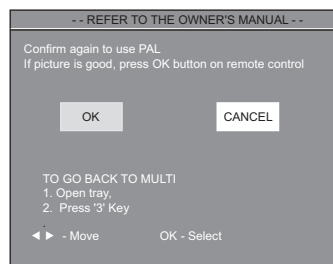 - - REFER TO THE OWNER'S MANUAL - -
Confirm again to use PAL
If picture is good, press OK button on remote control
OK CANCEL
TO GO BACK TO MULTI
1. Open tray,
2. Press '3' Key
◄ ► - Move OK - Select